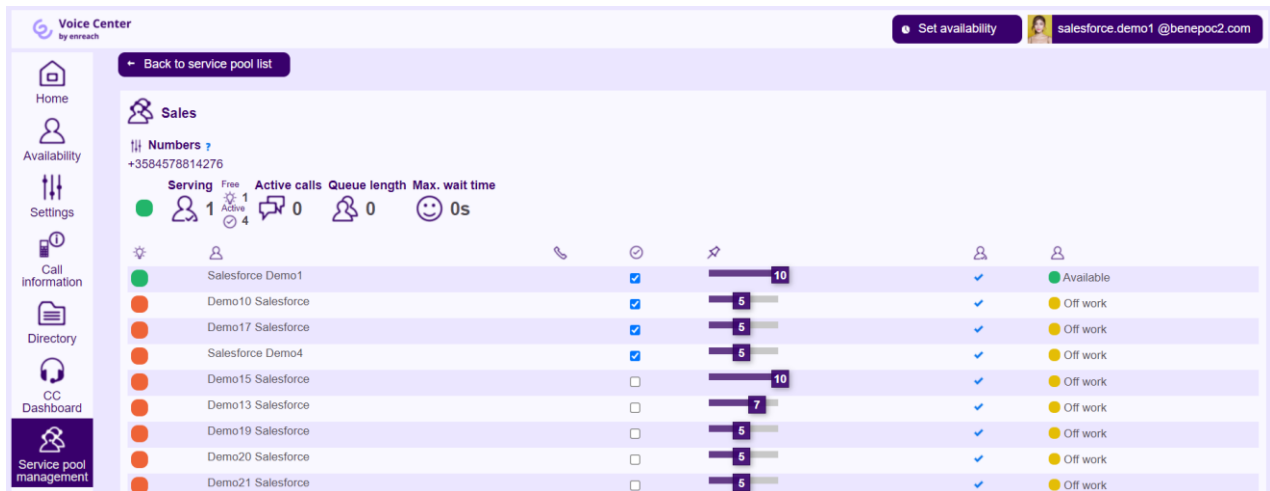 Voice Center
by enreach
Set availability
salesforce.demo1 @benepoc2.com
Home
Availability
Settings
Call
information
Directory
CC
Dashboard
Service pool
management
← Back to service pool list
Sales
Numbers ?
+3584578814276
Serving Free Active calls Queue length Max. wait time
1 1 Active 4 0 0 0s
Salesforce Demo1 10 Available
Demo10 Salesforce 5 Off work
Demo17 Salesforce 5 Off work
Salesforce Demo4 5 Off work
Demo15 Salesforce 10 Off work
Demo13 Salesforce 7 Off work
Demo19 Salesforce 5 Off work
Demo20 Salesforce 5 Off work
Demo21 Salesforce 5 Off work